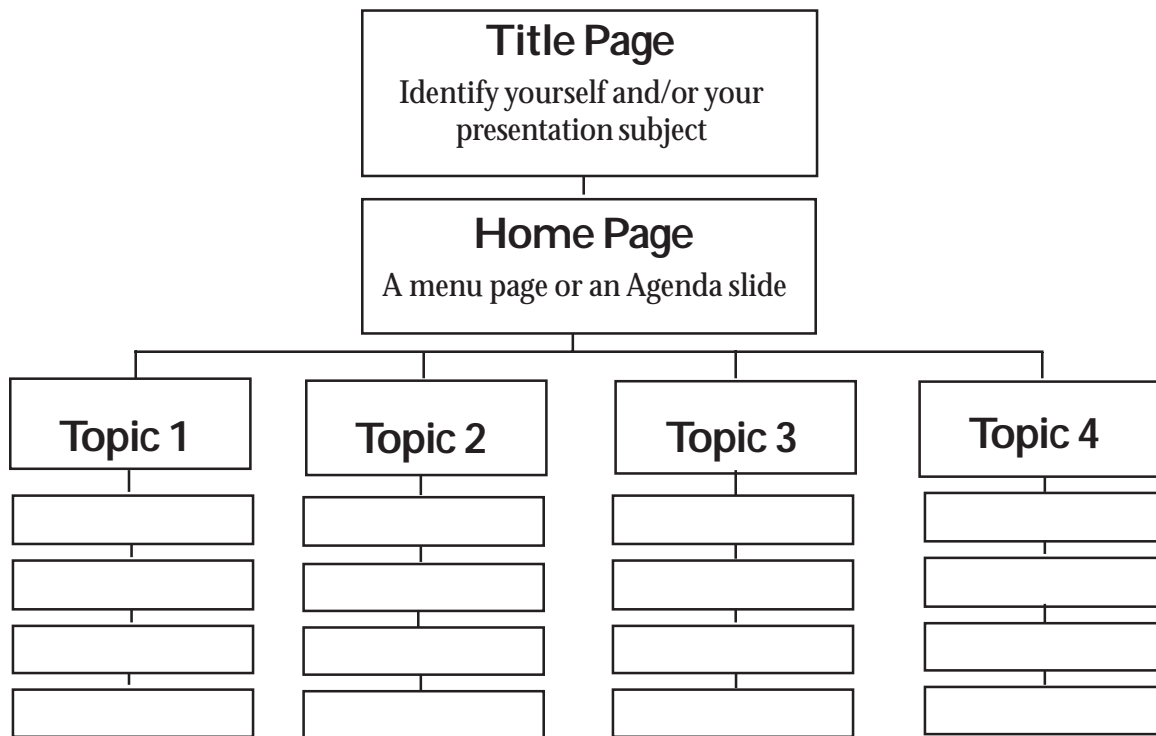 Title Page
Identify yourself and/or your
presentation subject
Home Page
A menu page or an Agenda slide
Topic 1
Topic 2
Topic 3
Topic 4